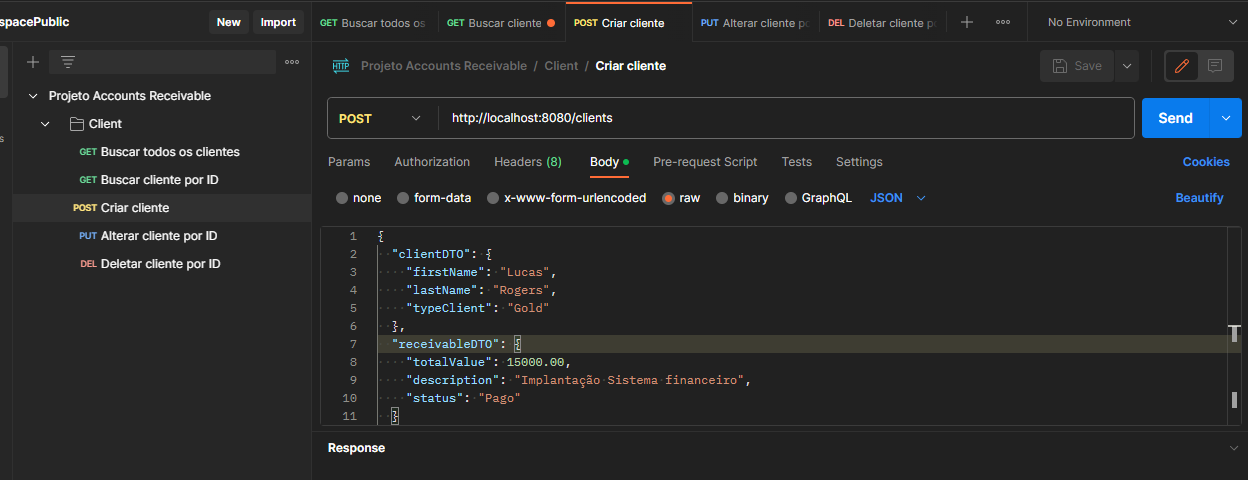 spacePublic New Import
GET Buscar todos os GET Buscar cliente POST Criar cliente PUT Alterar cliente po DEL Deletar cliente p No Environment
HTTP Projeto Accounts Receivable / Client / Criar cliente Save
Projeto Accounts Receivable
Client
GET Buscar todos os clientes
GET Buscar cliente por ID
POST Criar cliente
PUT Alterar cliente por ID
DEL Deletar cliente por ID
s
POST http://localhost:8080/clients Send
Params Authorization Headers (8) Body Pre-request Script Tests Settings Cookies
none form-data x-www-form-urlencoded raw binary GraphQL JSON Beautify
1 {
2 "clientDTO": {
3 "firstName": "Lucas",
4 "lastName": "Rogers",
5 "typeClient": "Gold"
6 },
7 "receivableDTO": {
8 "totalValue": 15000.00,
9 "description": "Implantação Sistema financeiro",
10 "status": "Pago"
11 }
Response